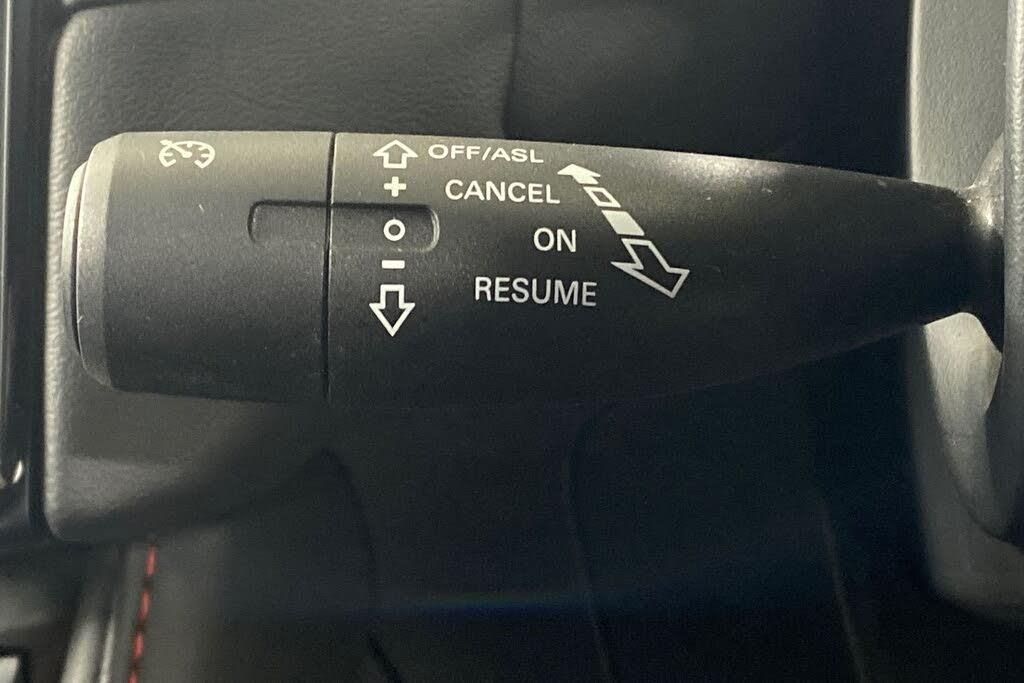 OFF/ASL
+ CANCEL
O ON
− RESUME